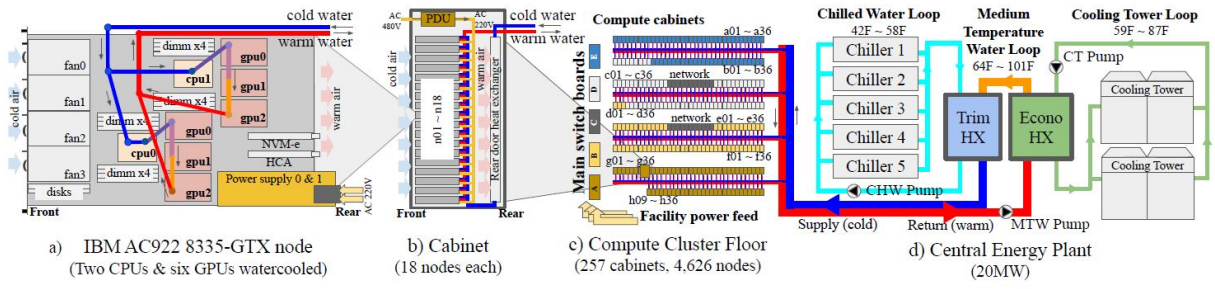 cold water
warm water
cold air
fan0
fan1
fan2
fan3
disks
dimm x4
cpu1
gpu0
gpu1
gpu2
dimm x4
dimm x4
cpu0
dimm x4
gpu0
gpu1
gpu2
NVM-e
HCA
Power supply 0 & 1
AC 220V
warm air
Front
Rear
a) IBM AC922 8335-GTX node
(Two CPUs & six GPUs watercooled)
AC
480V
PDU
AC
220V
cold water
warm water
cold air
n01 ~ n18
warm air
Rear door heat exchanger
Front
Rear
b) Cabinet
(18 nodes each)
Compute cabinets
Main switch boards
E
D
C
B
A
a01 ~ a36
b01 ~ b36
c01 ~ c36
network
d01 ~ d36
network
e01 ~ e36
f01 ~ f36
g01 ~ g36
h09 ~ h36
Facility power feed
c) Compute Cluster Floor
(257 cabinets, 4,626 nodes)
Chilled Water Loop
42F ~ 58F
Chiller 1
Chiller 2
Chiller 3
Chiller 4
Chiller 5
CHW Pump
Medium
Temperature
Water Loop
64F ~ 101F
Trim
HX
Econo
HX
Cooling Tower Loop
59F ~ 87F
CT Pump
Cooling Tower
Cooling Tower
Supply (cold)
Return (warm)
MTW Pump
d) Central Energy Plant
(20MW)